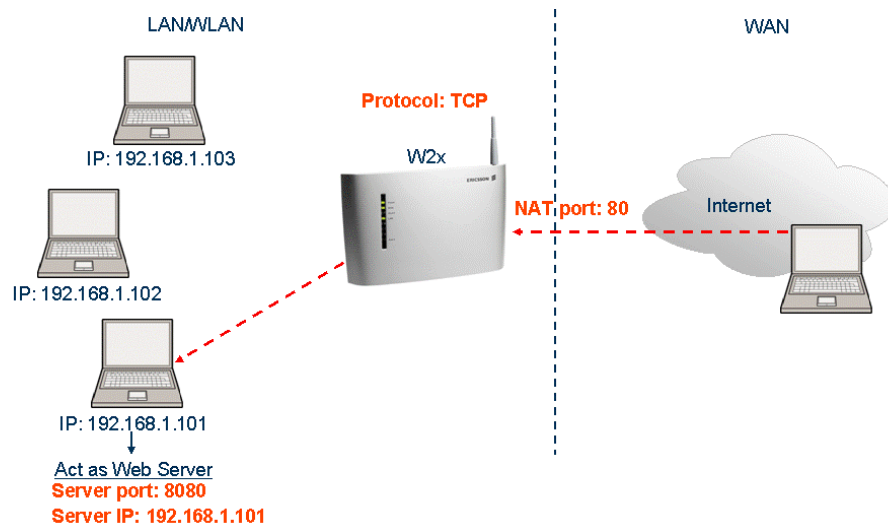 LAN/WLAN
WAN
Protocol: TCP
IP: 192.168.1.103
W2x
ERICSSON
NAT port: 80
Internet
IP: 192.168.1.102
IP: 192.168.1.101
Act as Web Server
Server port: 8080
Server IP: 192.168.1.101